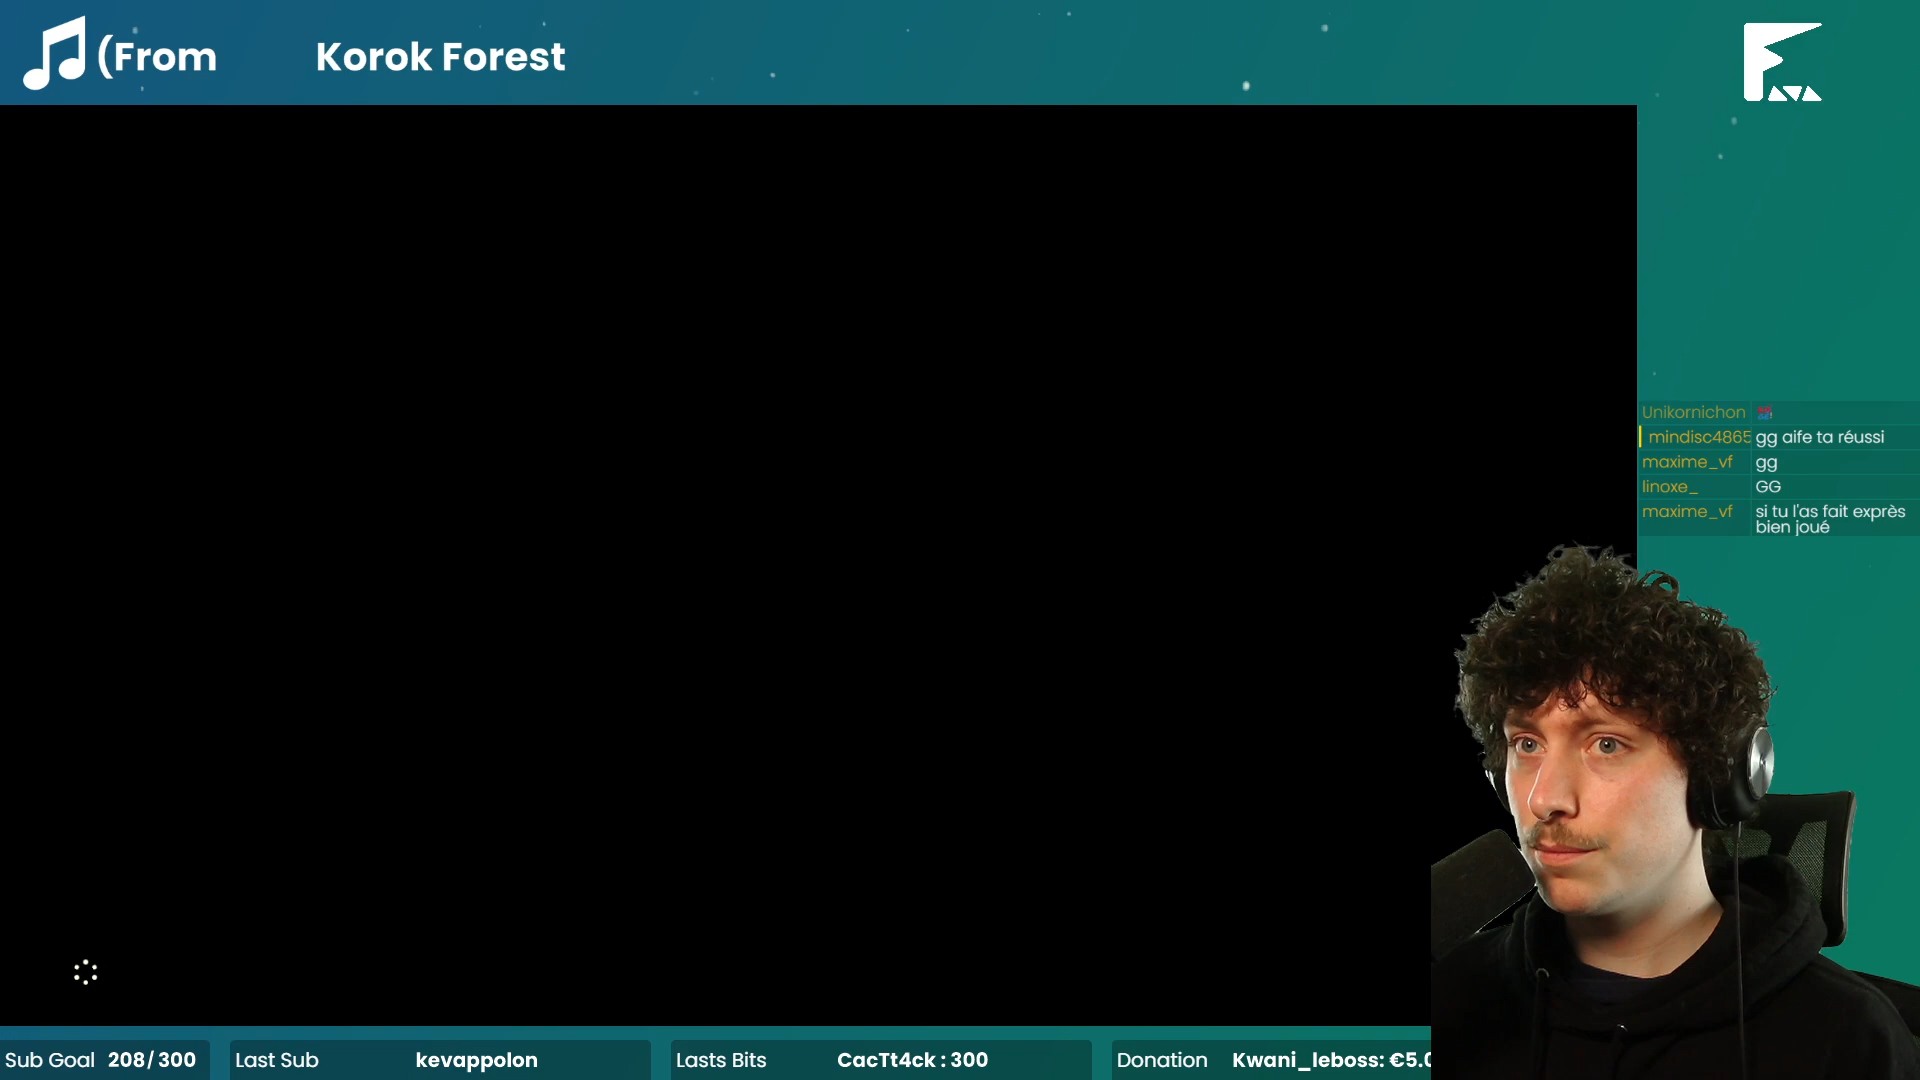 (From Korok Forest
Unikornichon
mindisc4865 gg aife ta réussi
maxime_vf gg
linoxe_ GG
maxime_vf si tu l'as fait exprès
bien joué
Sub Goal 208/300 Last Sub kevappolon Lasts Bits CacTt4ck : 300 Donation Kwani_leboss: €5.0